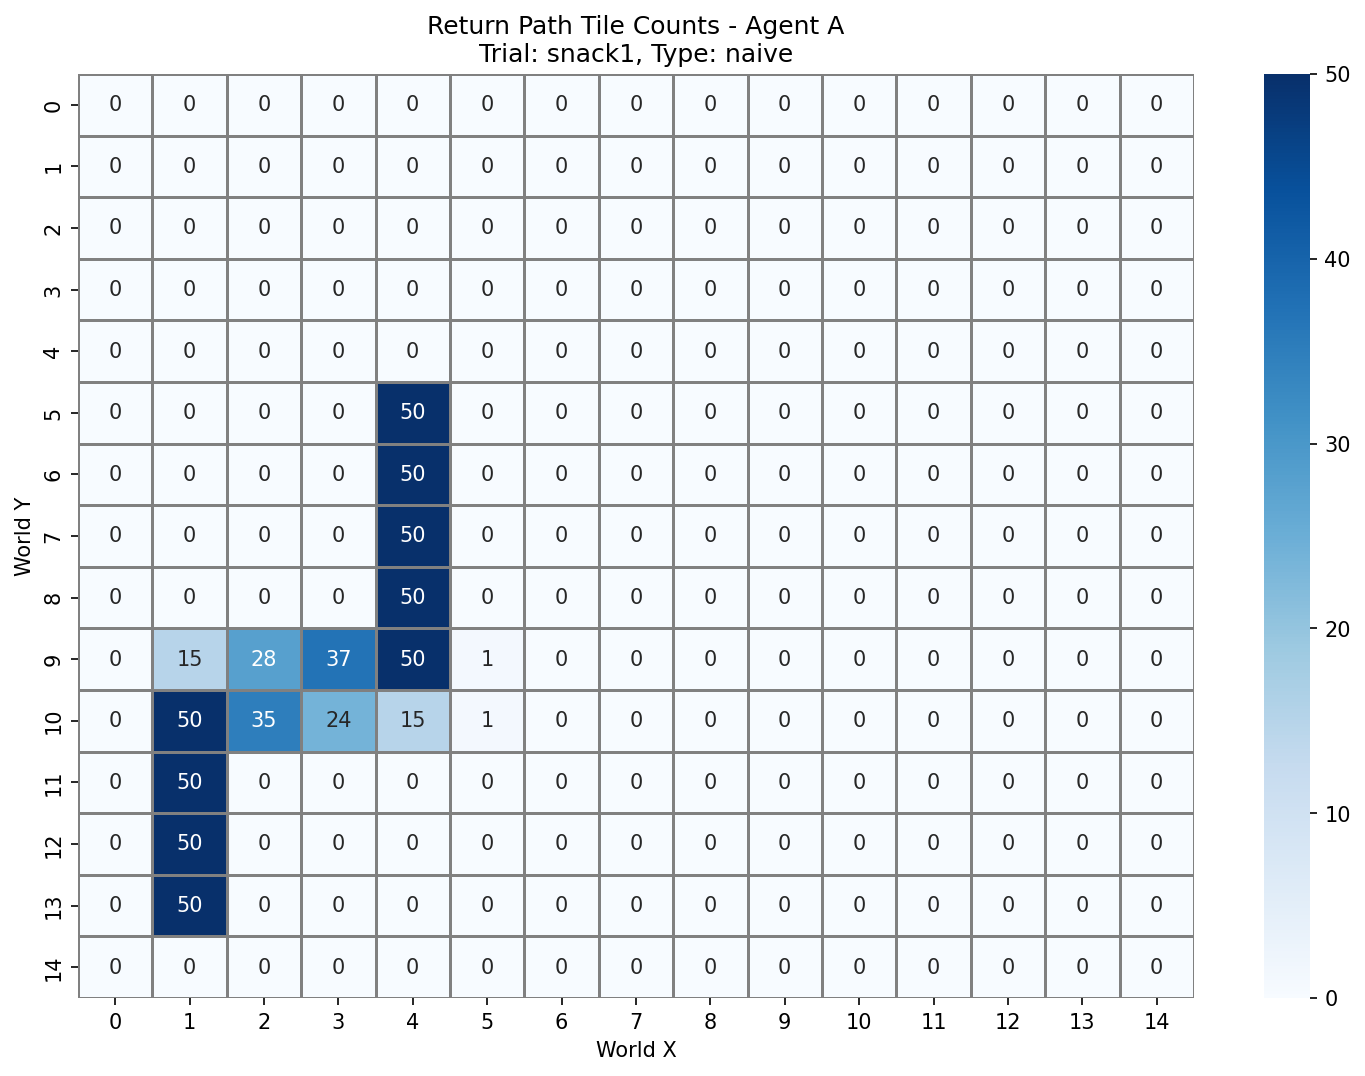 Return Path Tile Counts - Agent A
Trial: snack1, Type: naive
0 0 0 0 0 0 0 0 0 0 0 0 0 0 0 0
1 0 0 0 0 0 0 0 0 0 0 0 0 0 0 0
2 0 0 0 0 0 0 0 0 0 0 0 0 0 0 0
3 0 0 0 0 0 0 0 0 0 0 0 0 0 0 0
4 0 0 0 0 0 0 0 0 0 0 0 0 0 0 0
5 0 0 0 0 50 0 0 0 0 0 0 0 0 0 0
6 0 0 0 0 50 0 0 0 0 0 0 0 0 0 0
7 0 0 0 0 50 0 0 0 0 0 0 0 0 0 0
8 0 0 0 0 50 0 0 0 0 0 0 0 0 0 0
9 0 15 28 37 50 1 0 0 0 0 0 0 0 0 0
10 0 50 35 24 15 1 0 0 0 0 0 0 0 0 0
11 0 50 0 0 0 0 0 0 0 0 0 0 0 0 0
12 0 50 0 0 0 0 0 0 0 0 0 0 0 0 0
13 0 50 0 0 0 0 0 0 0 0 0 0 0 0 0
14 0 0 0 0 0 0 0 0 0 0 0 0 0 0 0
0 1 2 3 4 5 6 7 8 9 10 11 12 13 14
World X
World Y
50
40
30
20
10
0